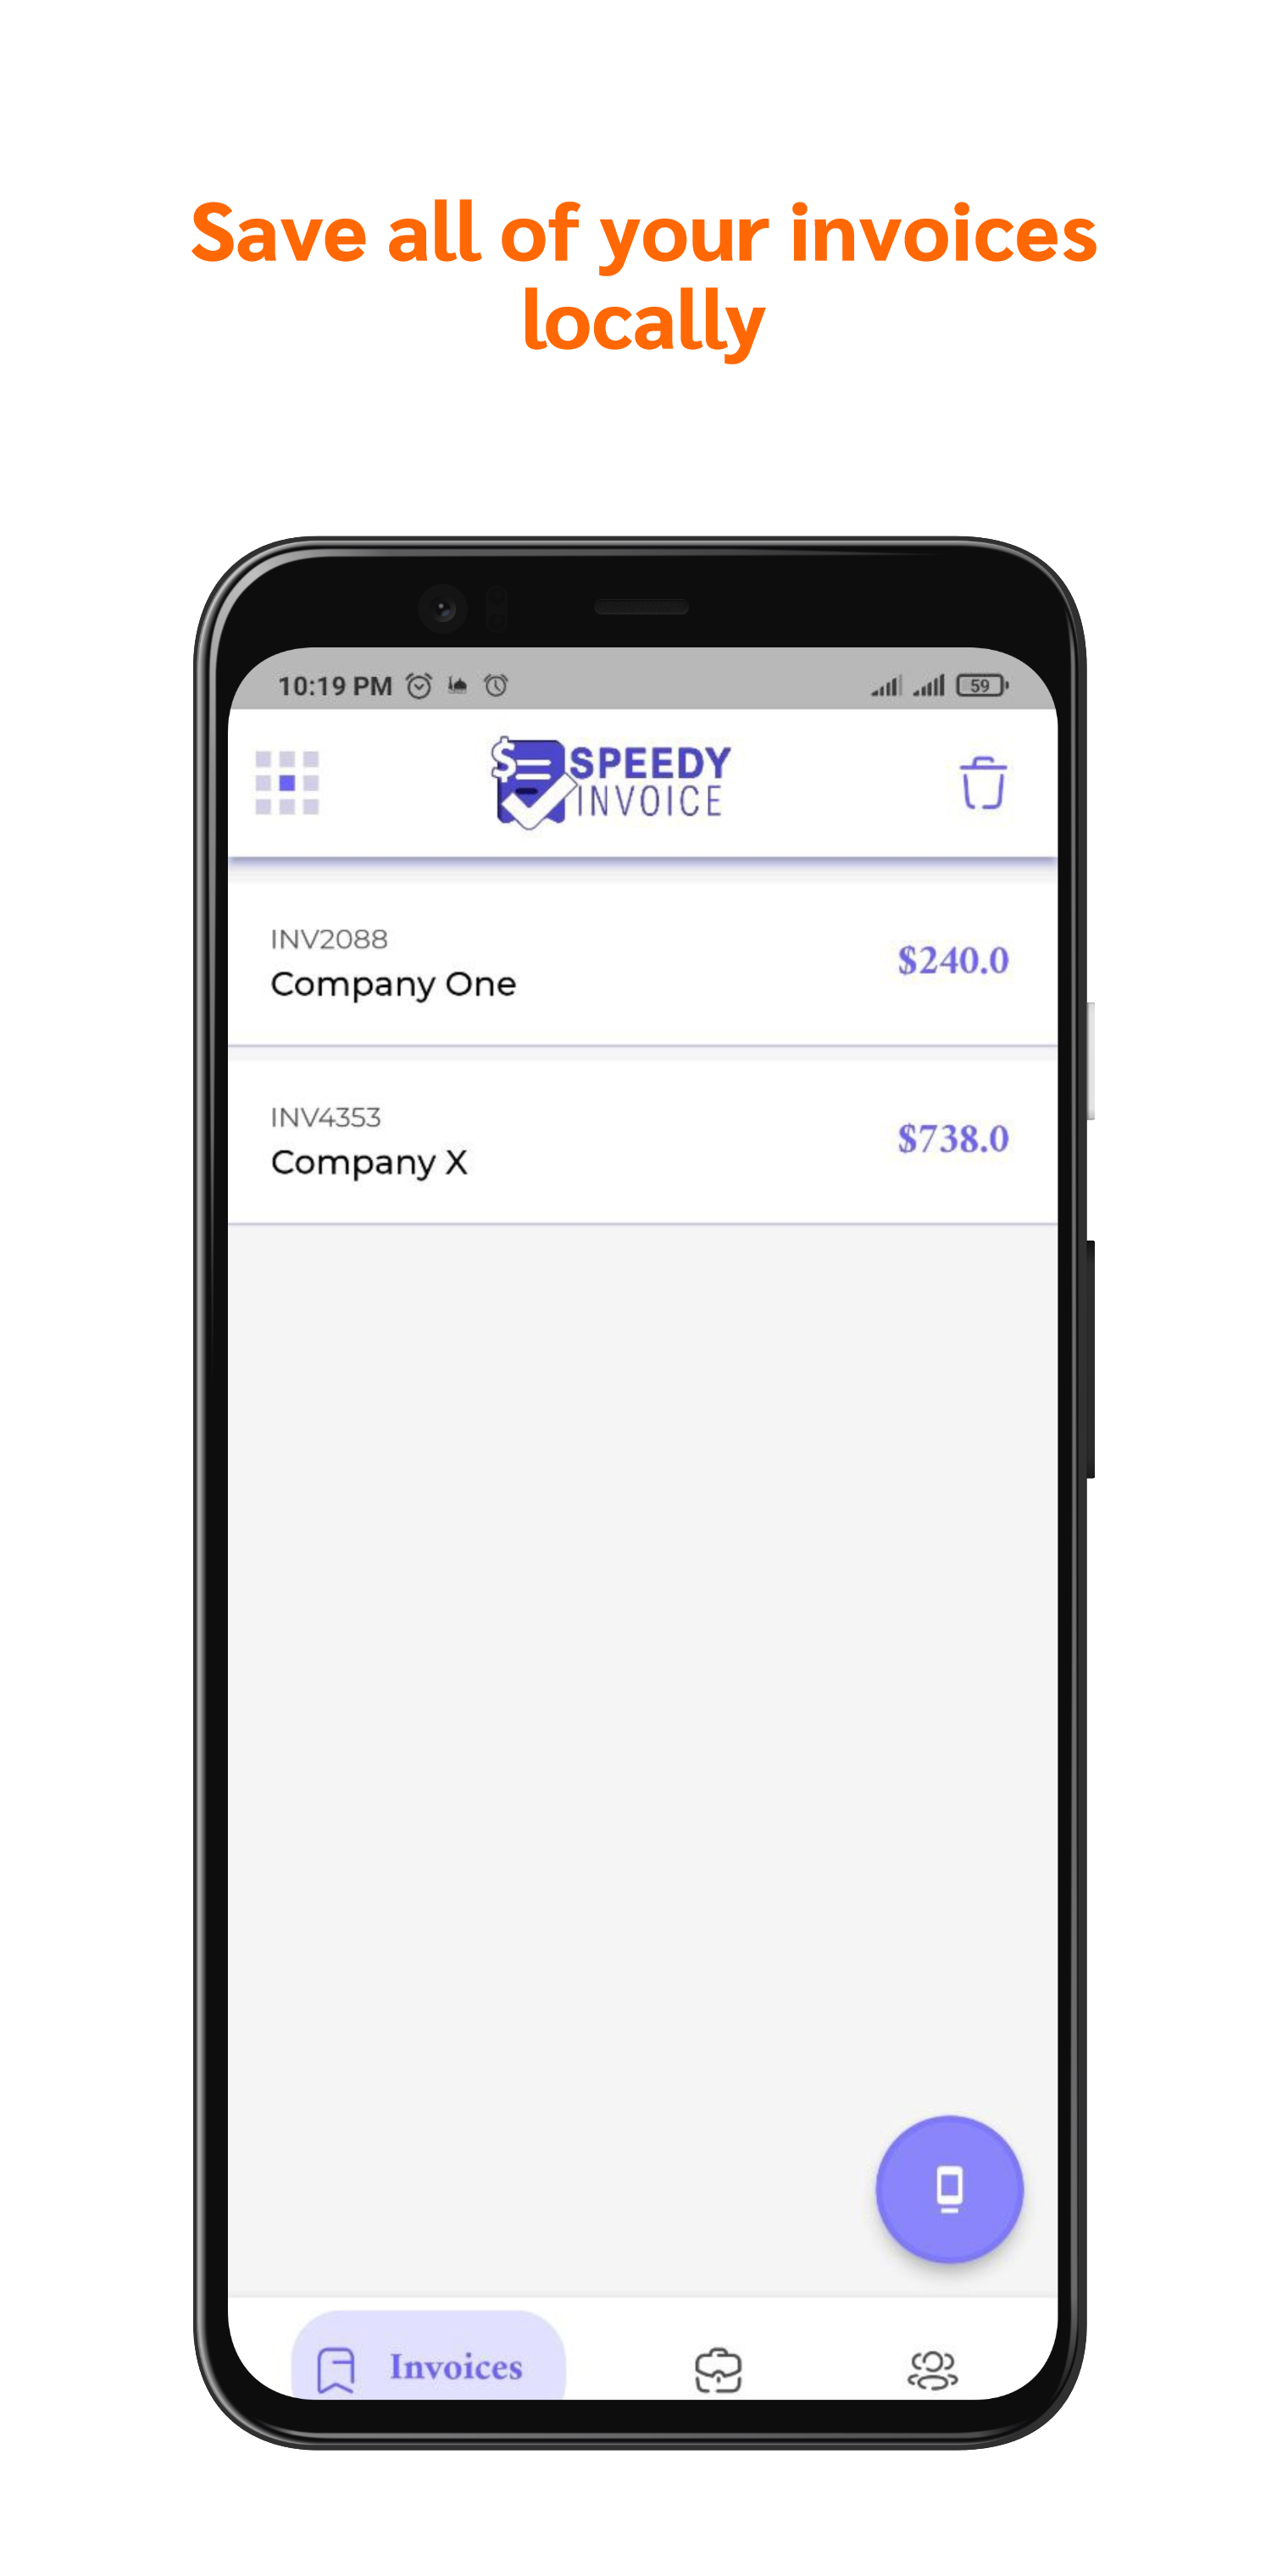 Save all of your invoices
locally
10:19 PM
59
$
SPEEDY
INVOICE
INV2088
Company One
$240.0
INV4353
Company X
$738.0
Invoices